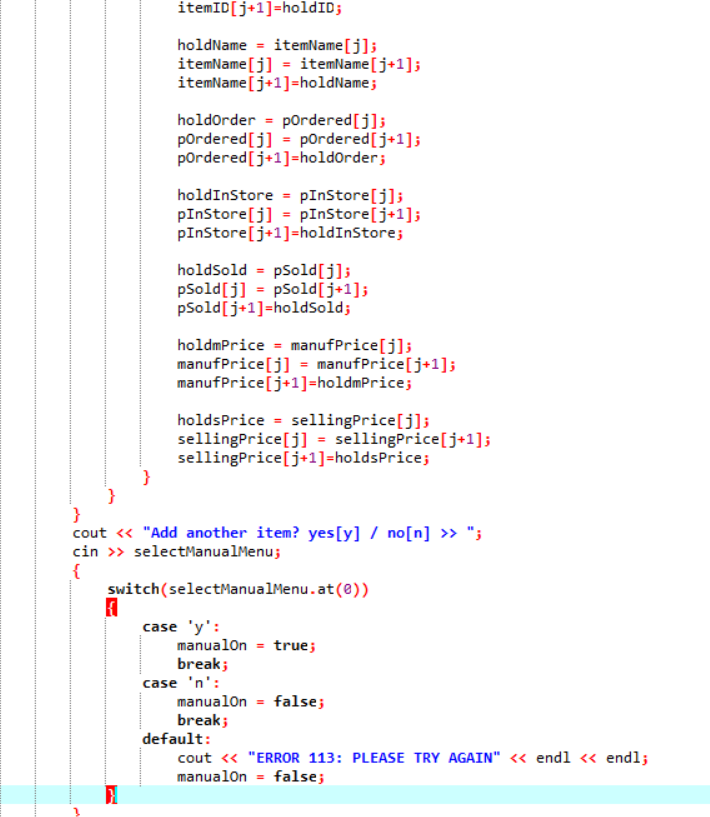 itemID[j+1]=holdID;
holdName = itemName[j];
itemName[j] = itemName[j+1];
itemName[j+1]=holdName;
holdOrder = pOrdered[j];
pOrdered[j] = pOrdered[j+1];
pOrdered[j+1]=holdOrder;
holdInStore = pInStore[j];
pInStore[j] = pInStore[j+1];
pInStore[j+1]=holdInStore;
holdSold = pSold[j];
pSold[j] = pSold[j+1];
pSold[j+1]=holdSold;
holdmPrice = manufPrice[j];
manufPrice[j] = manufPrice[j+1];
manufPrice[j+1]=holdmPrice;
holdsPrice = sellingPrice[j];
sellingPrice[j] = sellingPrice[j+1];
sellingPrice[j+1]=holdsPrice;
}
}
}
cout << "Add another item? yes[y] / no[n] >> ";
cin >> selectManualMenu;
{
switch(selectManualMenu.at(0))
{
case 'y':
manualOn = true;
break;
case 'n':
manualOn = false;
break;
default:
cout << "ERROR 113: PLEASE TRY AGAIN" << endl << endl;
manualOn = false;
}
}